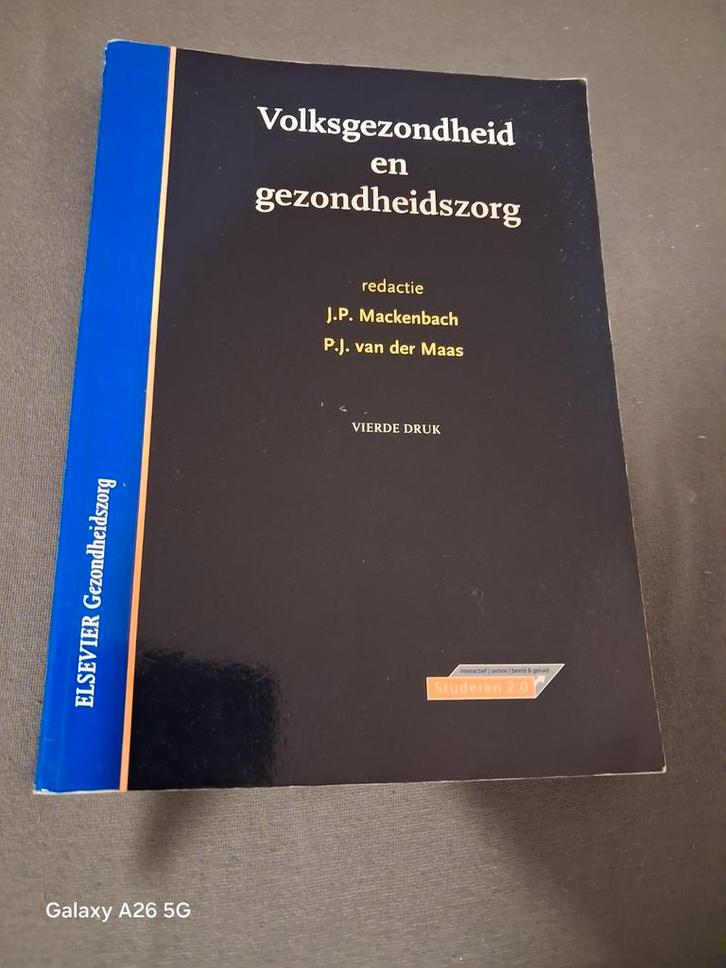 Volksgezondheid
en
gezondheidszorg
redactie
J.P. Mackenbach
P.J. van der Maas
VIERDE DRUK
ELSEVIER Gezondheidszorg
interactief | online | beeld & geluid
Studeren 2.0
Galaxy A26 5G